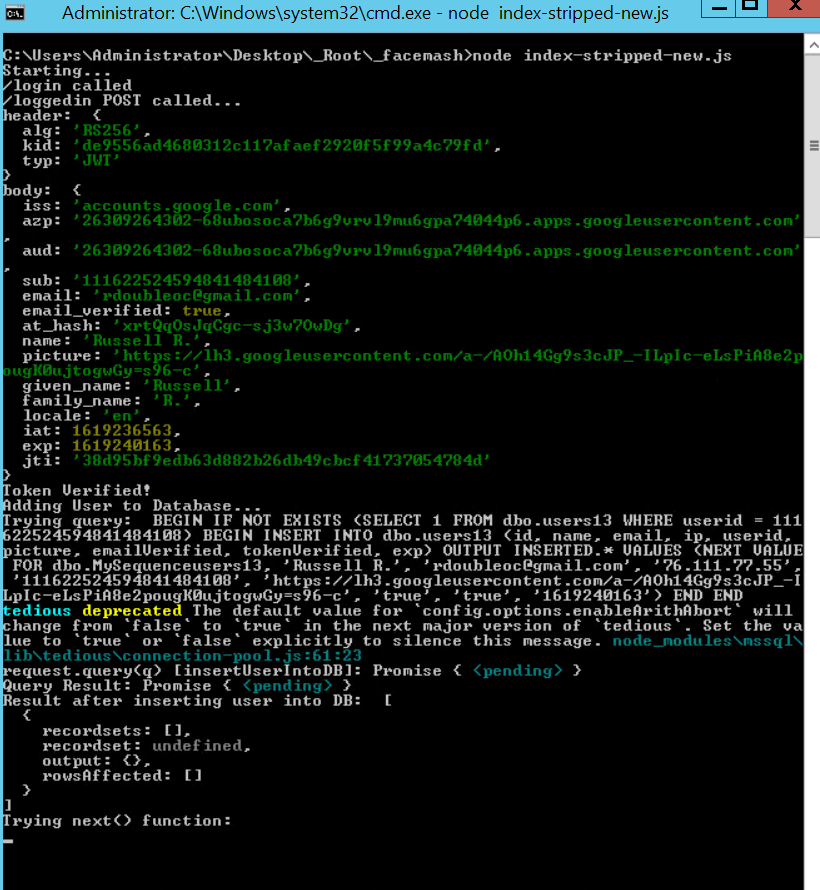 Administrator: C:\Windows\system32\cmd.exe - node index-stripped-new.js
C:\Users\Administrator\Desktop\_Root\_facemash>node index-stripped-new.js
Starting...
/login called
/loggedin POST called...
header:  {
  alg: 'RS256',
  kid: 'de9556ad4680312c117afaef2920f5f99a4c79fd',
  typ: 'JWT'
}
body:  {
  iss: 'accounts.google.com',
  azp: '26309264302-68ubosoca7b6g9vrvl9mu6gpa74044p6.apps.googleusercontent.com'
,
  aud: '26309264302-68ubosoca7b6g9vrvl9mu6gpa74044p6.apps.googleusercontent.com'
,
  sub: '111622524594841484108',
  email: 'rdoubleoc@gmail.com',
  email_verified: true,
  at_hash: 'xrtQqOsJqCgc-sj3w7OwDg',
  name: 'Russell R.',
  picture: 'https://lh3.googleusercontent.com/a-/AOh14Gg9s3cJP_-ILpIc-eLsPiA8e2p
ougK0ujtogwGy=s96-c',
  given_name: 'Russell',
  family_name: 'R.',
  locale: 'en',
  iat: 1619236563,
  exp: 1619240163,
  jti: '38d95bf9edb63d882b26db49cbcf41737054784d'
}
Token Verified!
Adding User to Database...
Trying query:  BEGIN IF NOT EXISTS (SELECT 1 FROM dbo.users13 WHERE userid = 111
622524594841484108) BEGIN INSERT INTO dbo.users13 (id, name, email, ip, userid,
picture, emailVerified, tokenVerified, exp) OUTPUT INSERTED.* VALUES (NEXT VALUE
 FOR dbo.MySequenceusers13, 'Russell R.', 'rdoubleoc@gmail.com', '76.111.77.55',
 '111622524594841484108', 'https://lh3.googleusercontent.com/a-/AOh14Gg9s3cJP_-I
LpIc-eLsPiA8e2pougK0ujtogwGy=s96-c', 'true', 'true', '1619240163') END END
tedious deprecated The default value for `config.options.enableArithAbort` will
change from `false` to `true` in the next major version of `tedious`. Set the va
lue to `true` or `false` explicitly to silence this message. node_modules\mssql\
lib\tedious\connection-pool.js:61:23
request.query(q) [insertUserIntoDB]: Promise { <pending> }
Query Result: Promise { <pending> }
Result after inserting user into DB:  [
  {
    recordsets: [],
    recordset: undefined,
    output: {},
    rowsAffected: []
  }
]
Trying next() function: